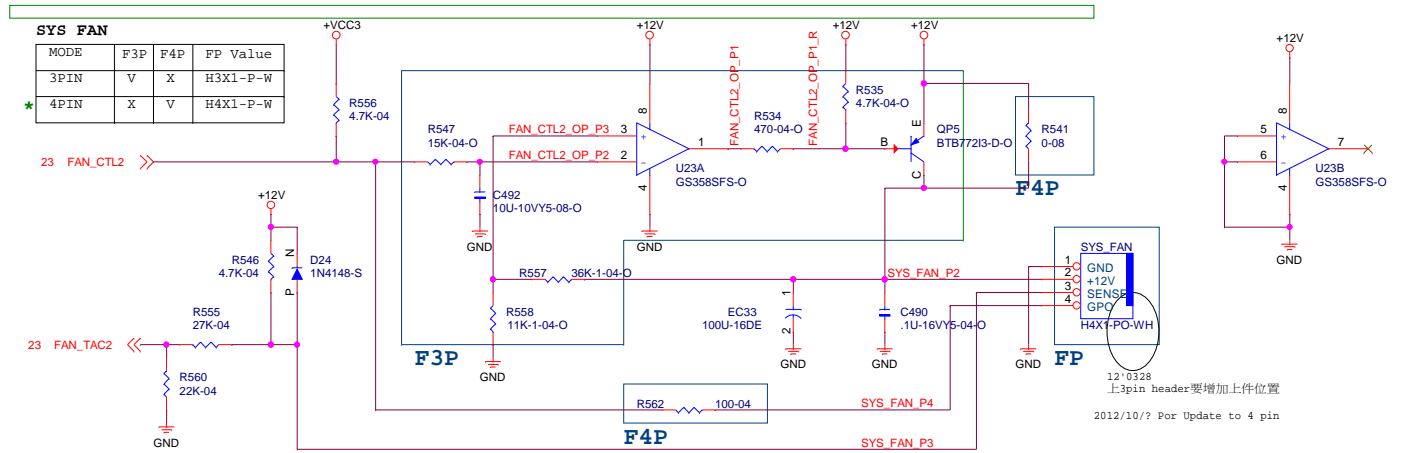 SYS FAN
MODE F3P F4P FP Value
3PIN V X H3X1-P-W
* 4PIN X V H4X1-P-W
+VCC3
+12V
+12V
+12V
+12V
R556
4.7K-04
FAN_CTL2_OP_P1
FAN_CTL2_OP_P1_R
R535
4.7K-04-O
R547
15K-04-O
FAN_CTL2_OP_P3
FAN_CTL2_OP_P2
3
2
8
4
1
+
-
U23A
GS358SFS-O
R534
470-04-O
B
E
C
QP5
BTB772I3-D-O
R541
0-08
F4P
5
6
8
4
7
+
-
U23B
GS358SFS-O
GND
23 FAN_CTL2
C492
10U-10VY5-08-O
GND
GND
+12V
R546
4.7K-04
N
P
D24
1N4148-S
R557
36K-1-04-O
SYS_FAN_P2
SYS_FAN
1 GND
2 +12V
3 SENSE
4 GPO
H4X1-PO-WH
R558
11K-1-04-O
EC33
100U-16DE
1
2
C490
.1U-16VY5-04-O
R555
27K-04
23 FAN_TAC2
F3P
GND
GND
GND
GND
FP
R560
22K-04
GND
12'0328
上3pin header要增加上件位置
2012/10/? Por Update to 4 pin
R562
100-04
SYS_FAN_P4
F4P
SYS_FAN_P3